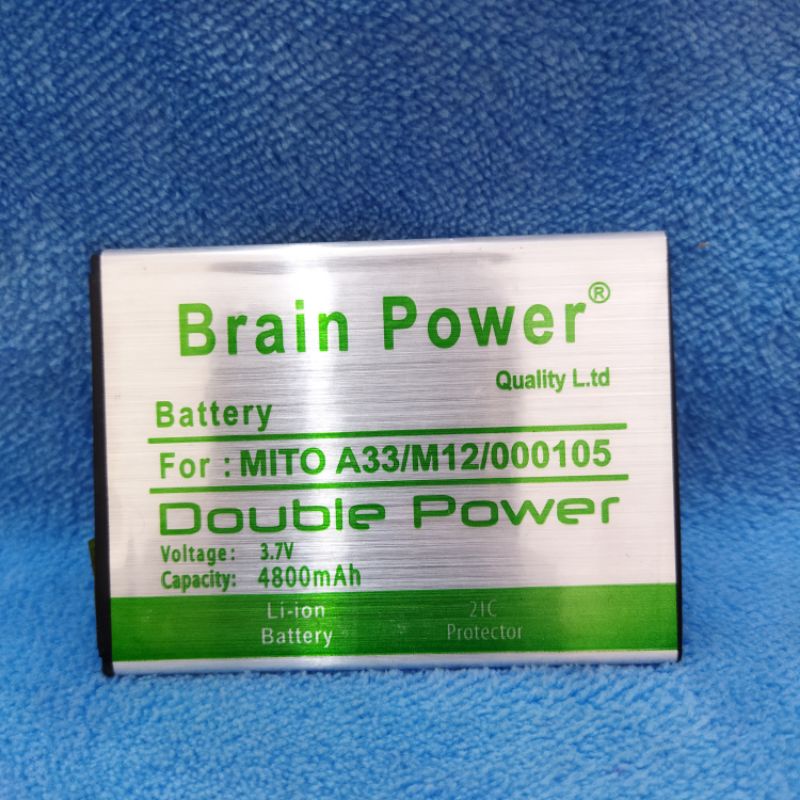 Brain Power®
Quality L.td
Battery
For : MITO A33/M12/000105
Double Power
Voltage: 3.7V
Capacity: 4800mAh
Li-ion Battery
2IC Protector